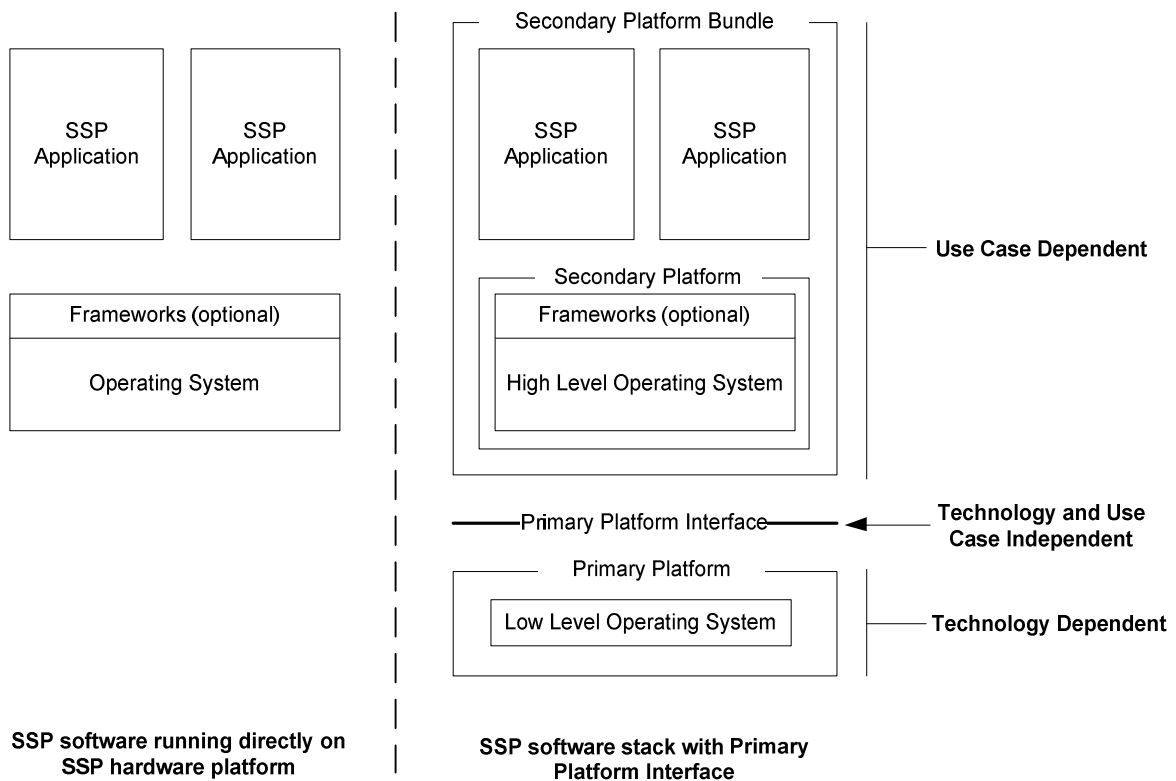 SSP
Application
SSP
Application
Frameworks (optional)
Operating System
SSP software running directly on
SSP hardware platform
Secondary Platform Bundle
SSP
Application
SSP
Application
Secondary Platform
Frameworks (optional)
High Level Operating System
Primary Platform Interface
Primary Platform
Low Level Operating System
SSP software stack with Primary
Platform Interface
Use Case Dependent
Technology and Use
Case Independent
Technology Dependent